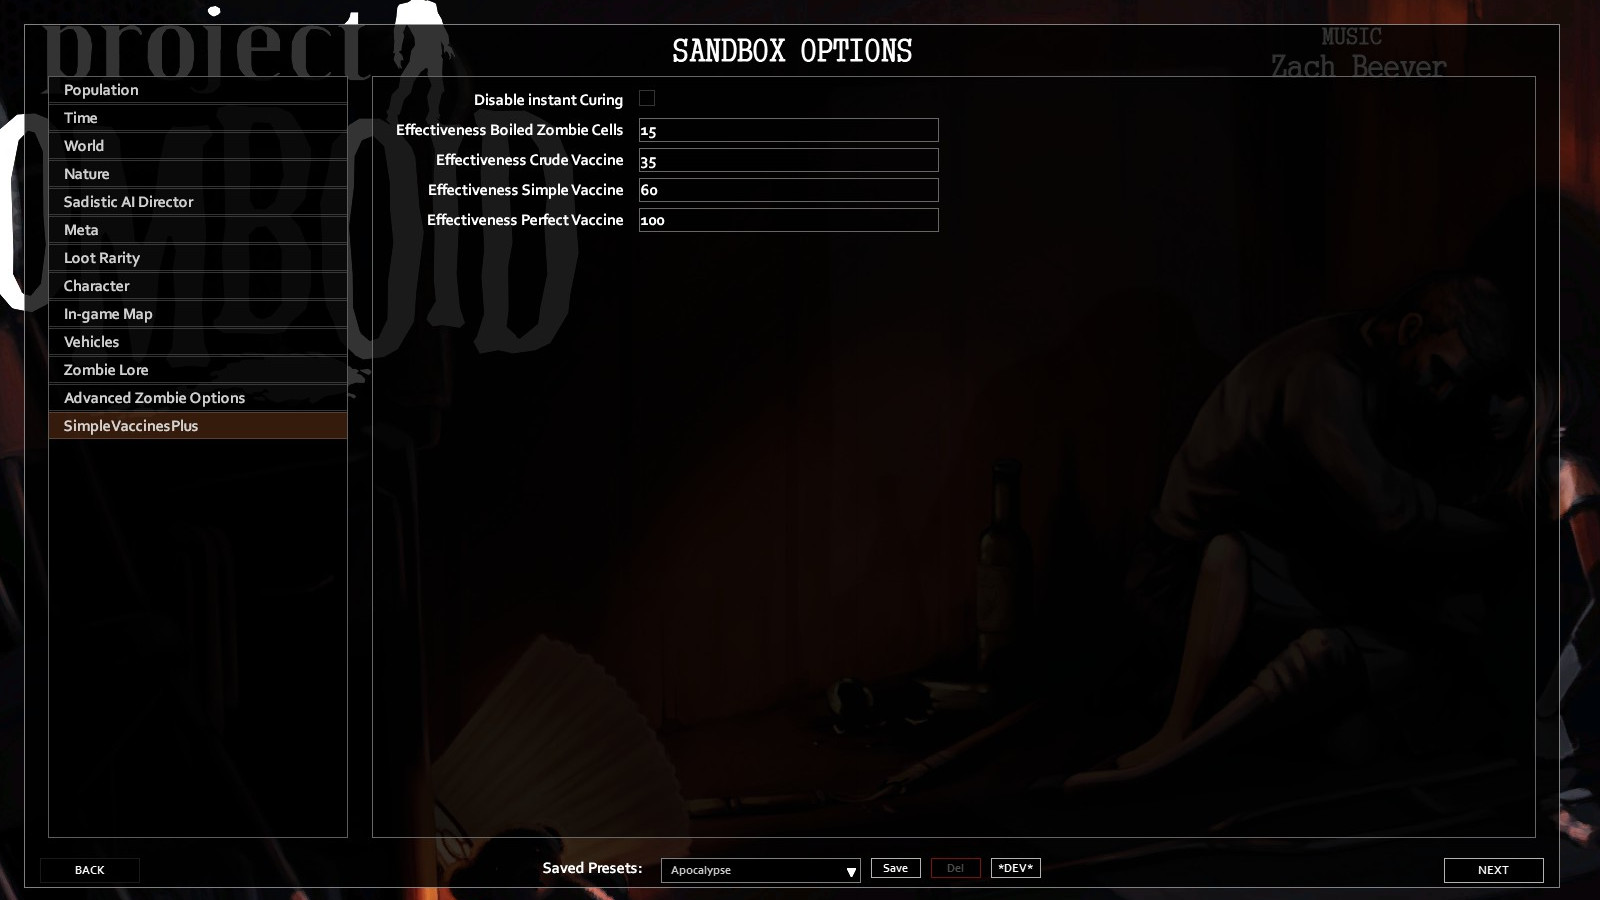 project
OMBOID
SANDBOX OPTIONS
MUSIC
Zach Beever
Population
Time
World
Nature
Sadistic AI Director
Meta
Loot Rarity
Character
In-game Map
Vehicles
Zombie Lore
Advanced Zombie Options
SimpleVaccinesPlus
Disable instant Curing
Effectiveness Boiled Zombie Cells 15
Effectiveness Crude Vaccine 35
Effectiveness Simple Vaccine 60
Effectiveness Perfect Vaccine 100
BACK
Saved Presets: Apocalypse Save Del *DEV*
NEXT